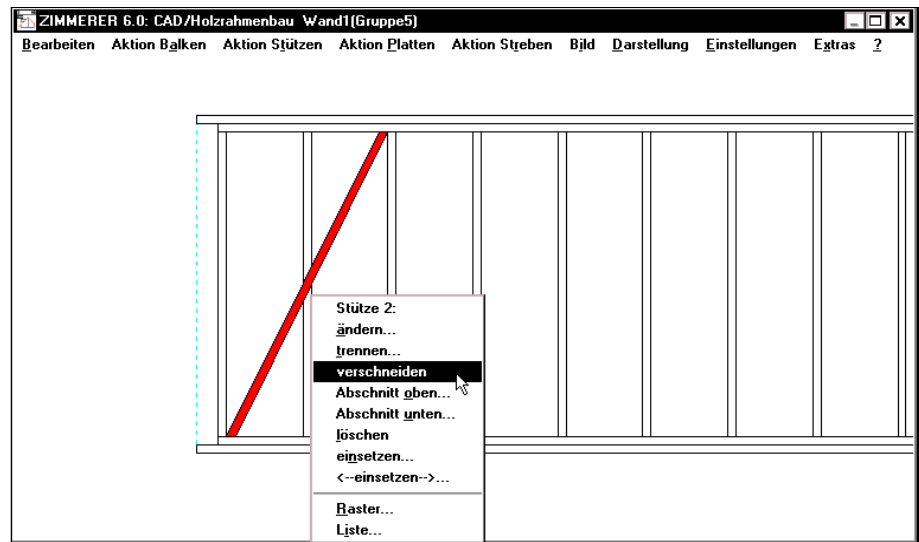 ZIMMERER 6.0: CAD/Holzrahmenbau Wand1(Gruppe5)
Bearbeiten Aktion Balken Aktion Stützen Aktion Platten Aktion Streben Bild Darstellung Einstellungen Extras ?
Stütze 2:
ändern...
trennen...
verschneiden
Abschnitt oben...
Abschnitt unten...
löschen
einsetzen...
<--einsetzen-->...
Raster...
Liste...